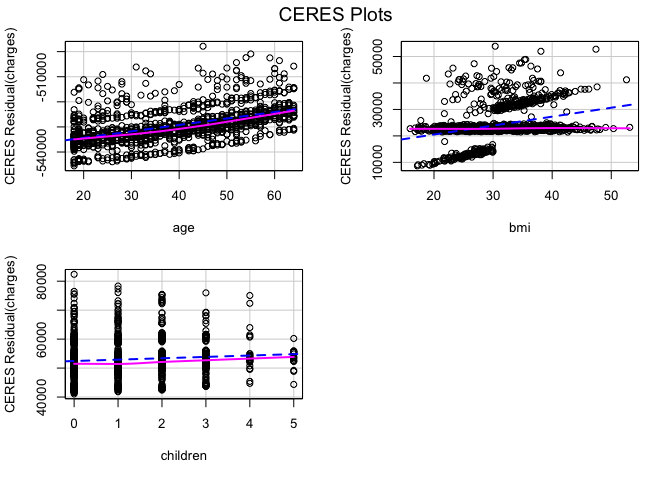 CERES Plots
CERES Residual(charges)
-540000
-510000
20 30 40 50 60
age
CERES Residual(charges)
10000
30000
50000
20 30 40 50
bmi
CERES Residual(charges)
40000
60000
80000
0 1 2 3 4 5
children